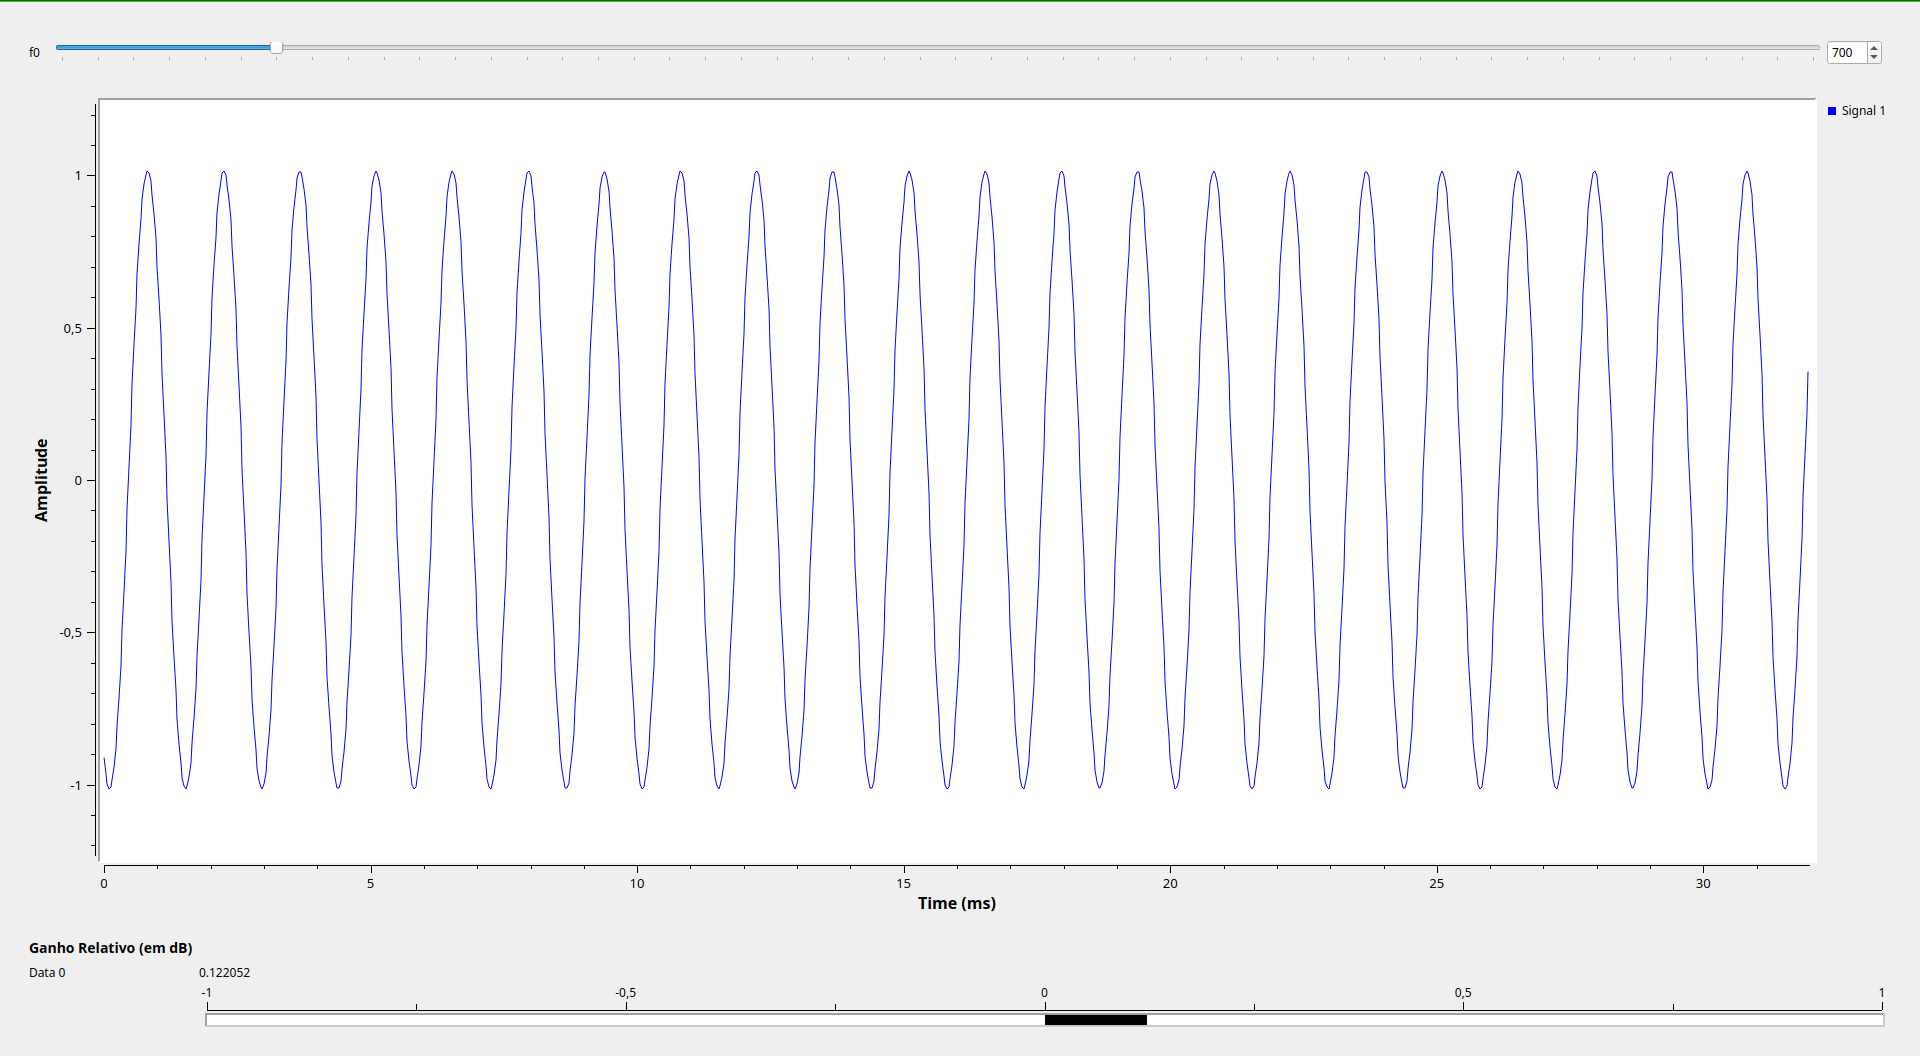 f0
700
Signal 1
1
0,5
0
-0,5
-1
Amplitude
0 5 10 15 20 25 30
Time (ms)
Ganho Relativo (em dB)
Data 0 0.122052
-1 -0,5 0 0,5 1